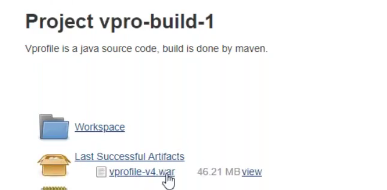 Project vpro-build-1
Vprofile is a java source code, build is done by maven.
Workspace
Last Successful Artifacts
vprofile-v4.war 46.21 MB view